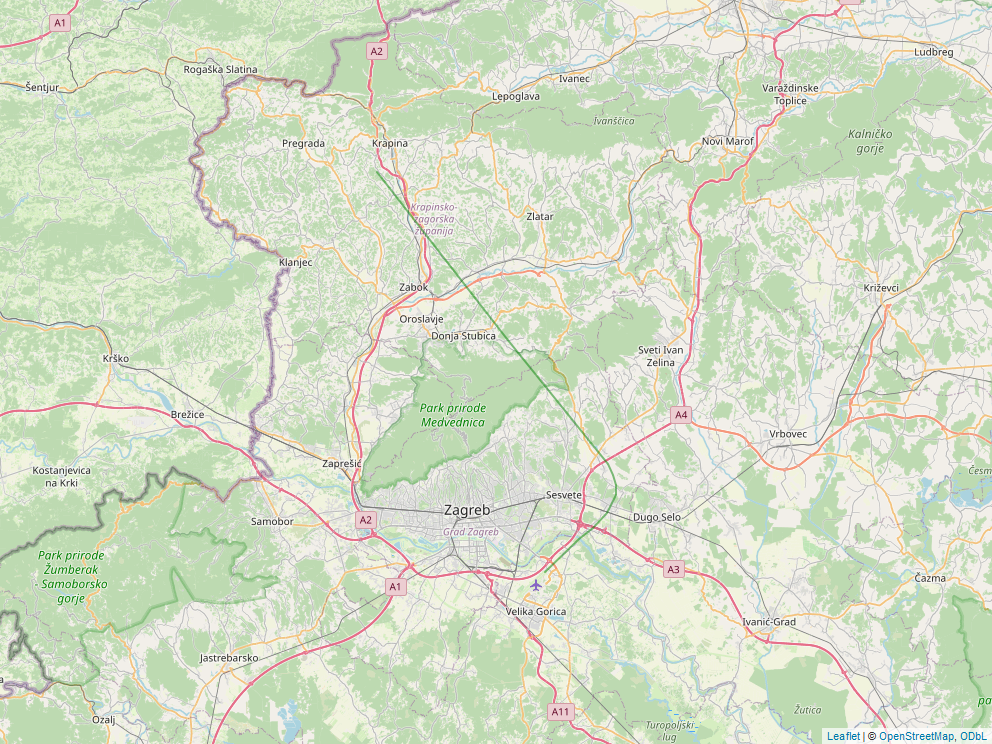 A1
A2
Ludbreg
Rogaška Slatina
Ivanec
Šentjur
Varaždinske
Toplice
Lepoglava
Ivanščica
Kalničko
gorje
Novi Marof
Pregrada
Krapina
Krapinsko-
zagorska
županija
Zlatar
Klanjec
Zabok
Križevci
Oroslavje
Donja Stubica
Sveti Ivan
Zelina
Krško
Park prirode
Medvednica
Brežice
A4
Vrbovec
Kostanjevica
na Krki
Zaprešić
Česm
Sesvete
Zagreb
Dugo Selo
Samobor
A2
Grad Zagreb
Park prirode
Žumberak
Samoborsko
gorje
A3
Čazma
A1
Velika Gorica
Ivanić-Grad
Jastrebarsko
Ozalj
A11
Žutica
Turopoljski
lug
pa
Leaflet | © OpenStreetMap, ODbL